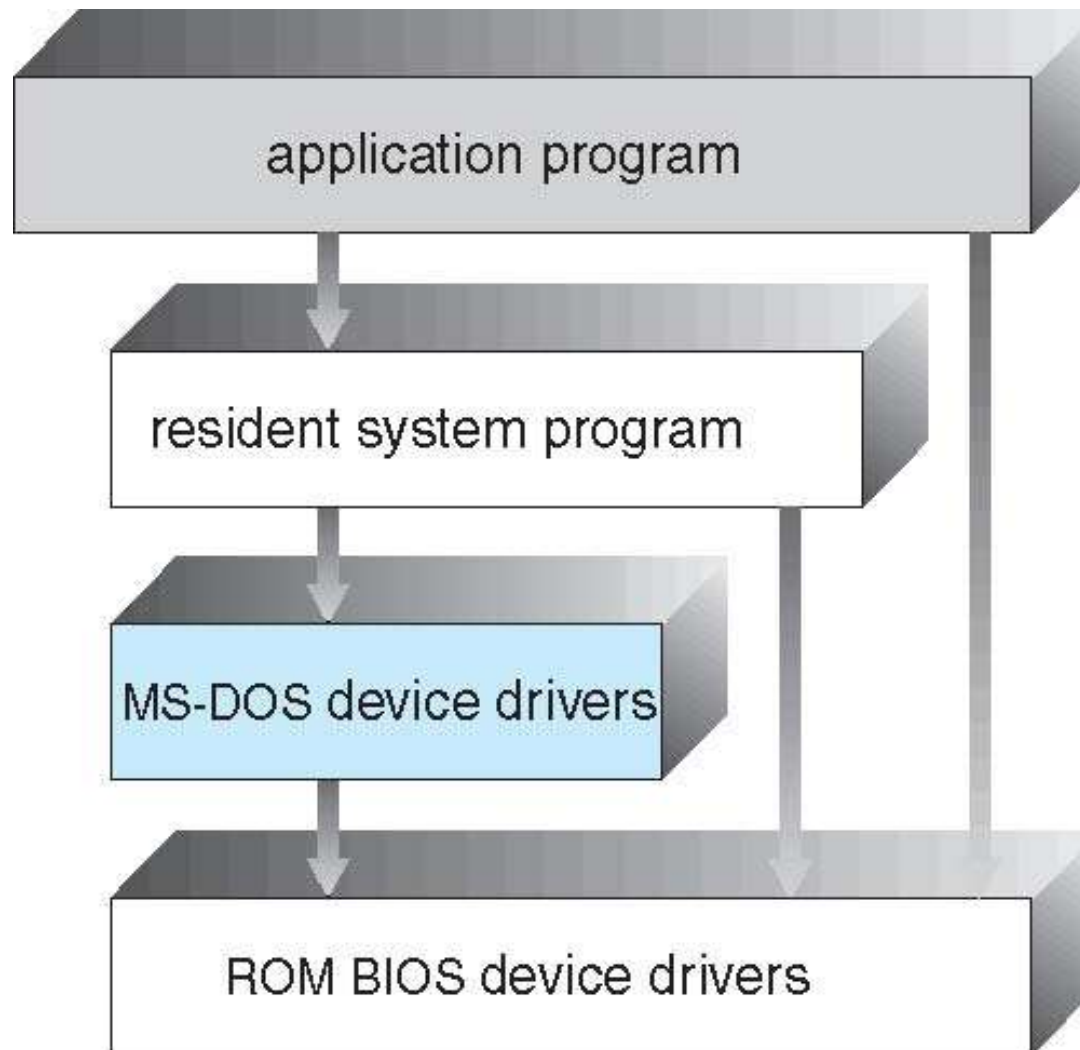 application program
resident system program
MS-DOS device drivers
ROM BIOS device drivers